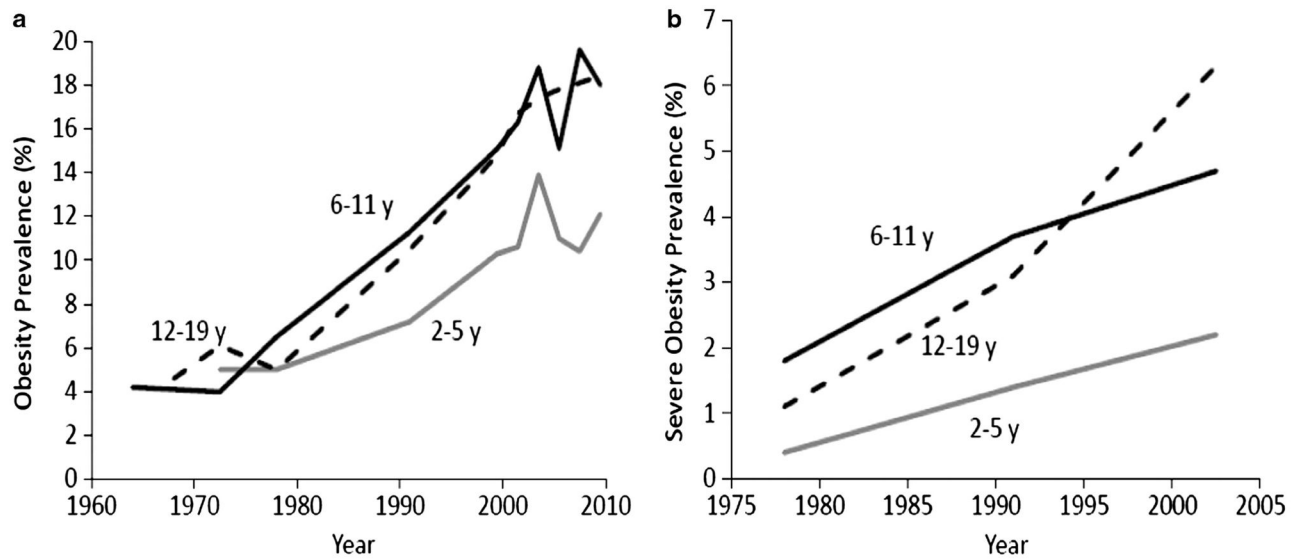 a
Obesity Prevalence (%)
20
18
16
14
12
10
8
6
4
2
0
6-11 y
12-19 y
2-5 y
1960 1970 1980 1990 2000 2010
Year
b
Severe Obesity Prevalence (%)
7
6
5
4
3
2
1
0
6-11 y
12-19 y
2-5 y
1975 1980 1985 1990 1995 2000 2005
Year